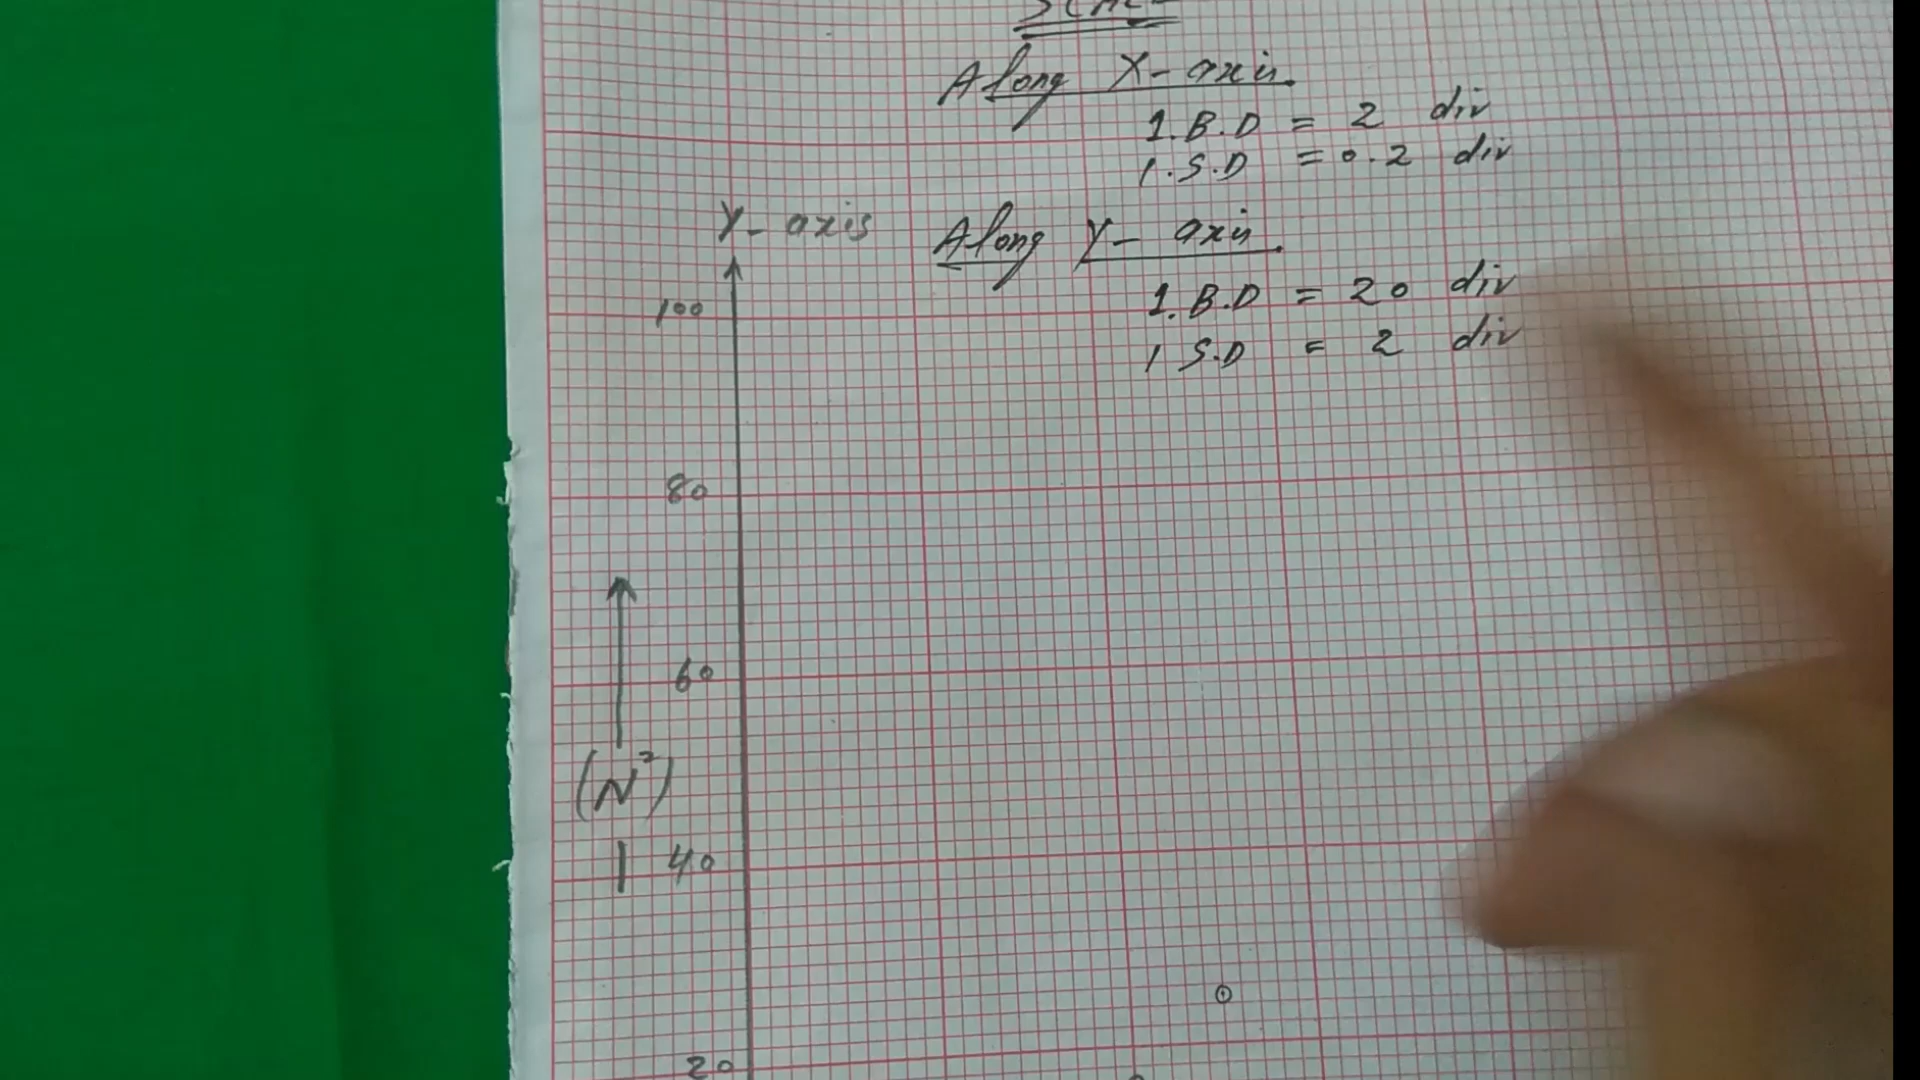 Along X-axis.
1.B.D = 2 div
1.S.D = 0.2 div
Y-axis
Along Y-axis.
1.B.D = 20 div
1 S.D = 2 div
100
80
60
(N²)
40
20